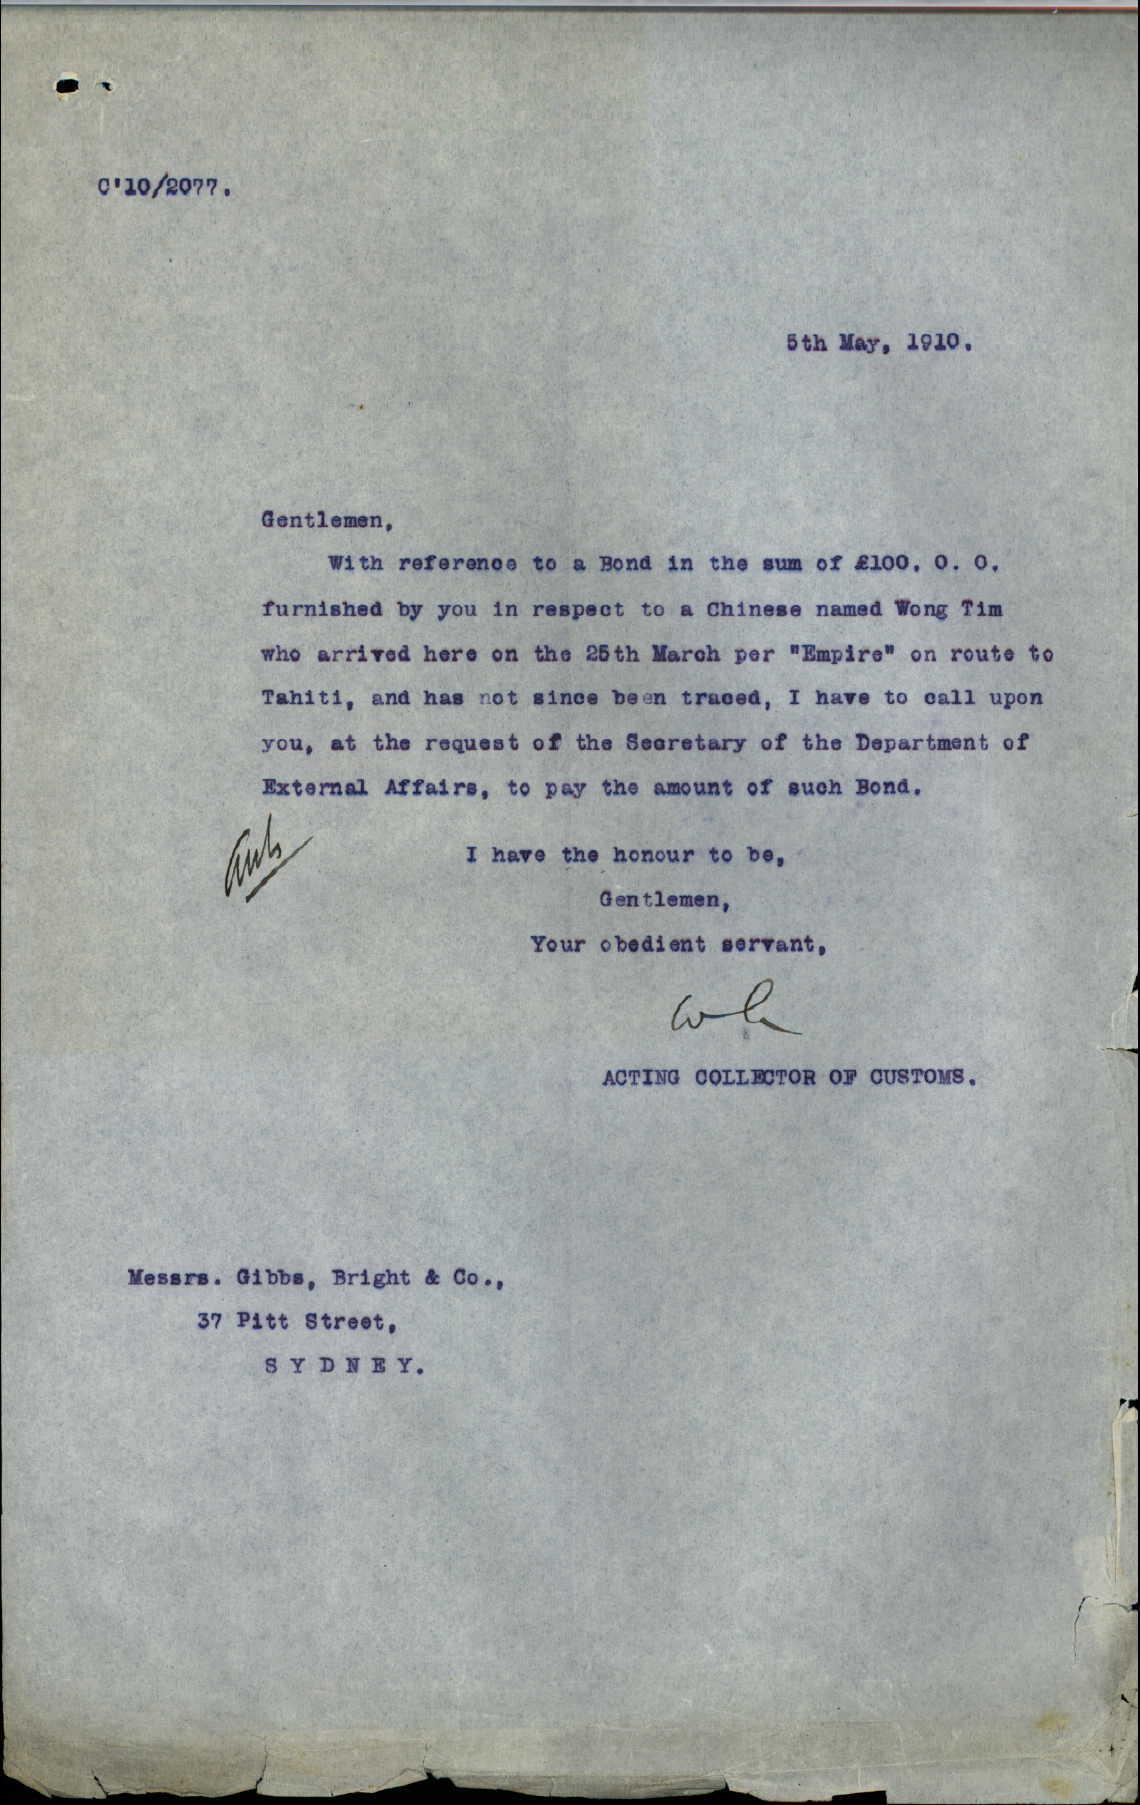 C'10/2077.
5th May, 1910.
Gentlemen,
With reference to a Bond in the sum of £100. 0. 0.
furnished by you in respect to a Chinese named Wong Tim
who arrived here on the 25th March per "Empire" on route to
Tahiti, and has not since been traced, I have to call upon
you, at the request of the Secretary of the Department of
External Affairs, to pay the amount of such Bond.
I have the honour to be,
Gentlemen,
Your obedient servant,
ACTING COLLECTOR OF CUSTOMS.
Messrs. Gibbs, Bright & Co.,
37 Pitt Street,
S Y D N E Y.